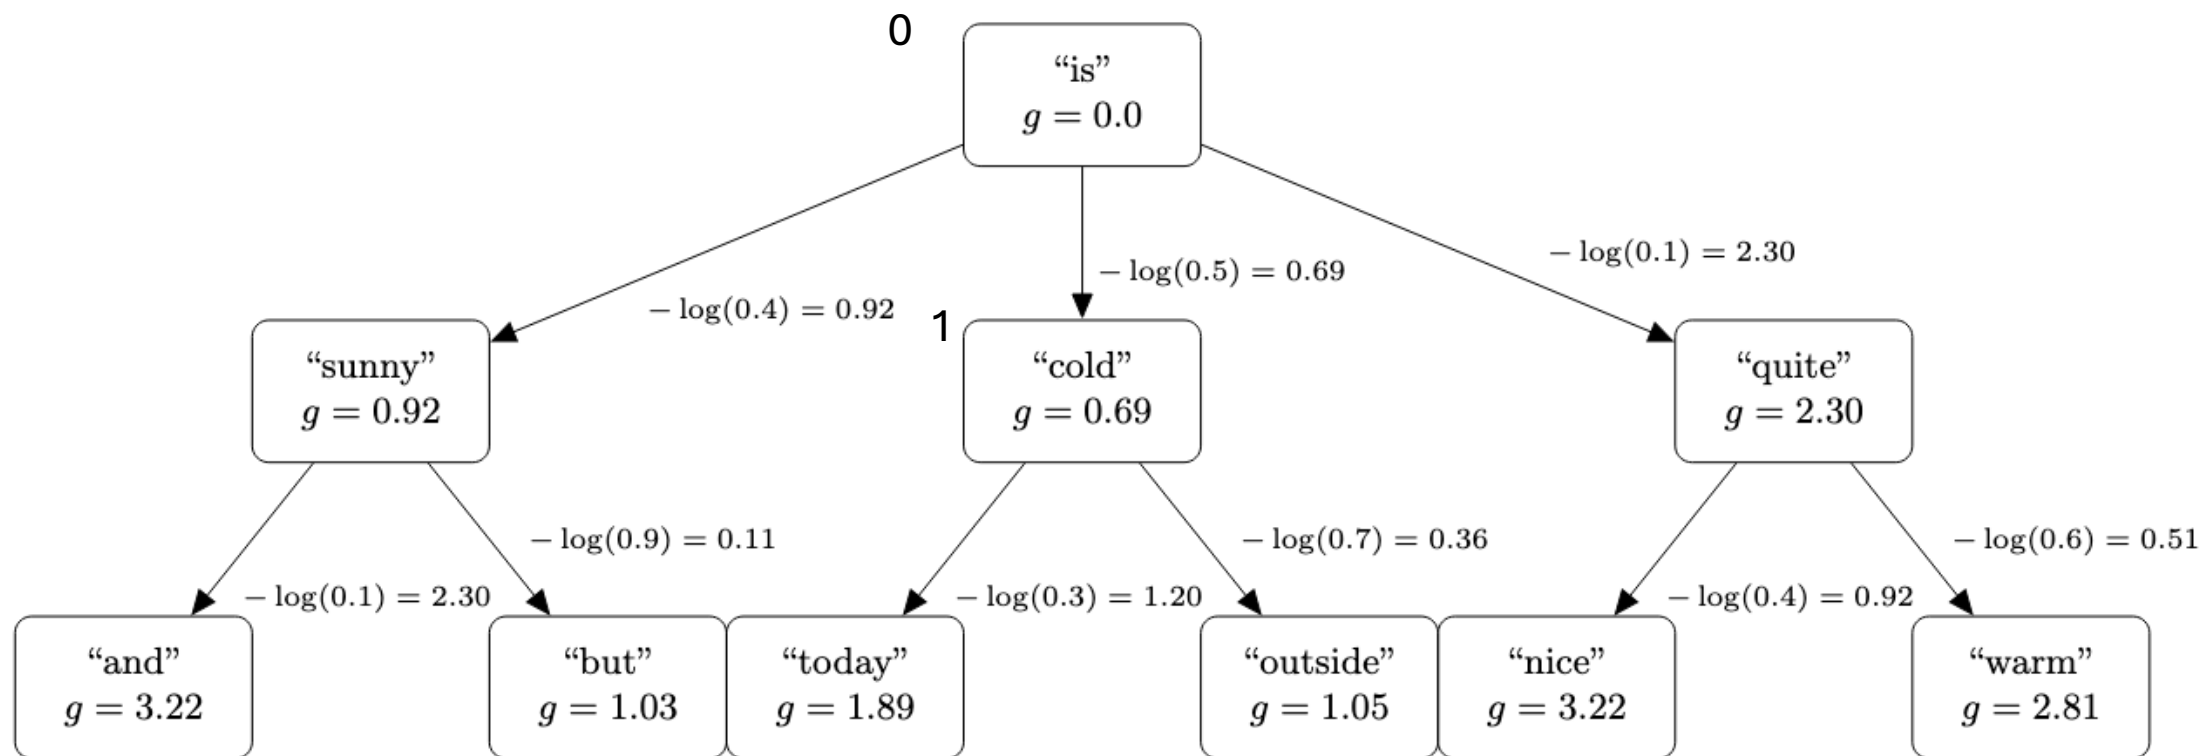 0
“is”
g = 0.0
− log(0.4) = 0.92
− log(0.5) = 0.69
− log(0.1) = 2.30
“sunny”
g = 0.92
1
“cold”
g = 0.69
“quite”
g = 2.30
− log(0.1) = 2.30
− log(0.9) = 0.11
− log(0.3) = 1.20
− log(0.7) = 0.36
− log(0.4) = 0.92
− log(0.6) = 0.51
“and”
g = 3.22
“but”
g = 1.03
“today”
g = 1.89
“outside”
g = 1.05
“nice”
g = 3.22
“warm”
g = 2.81